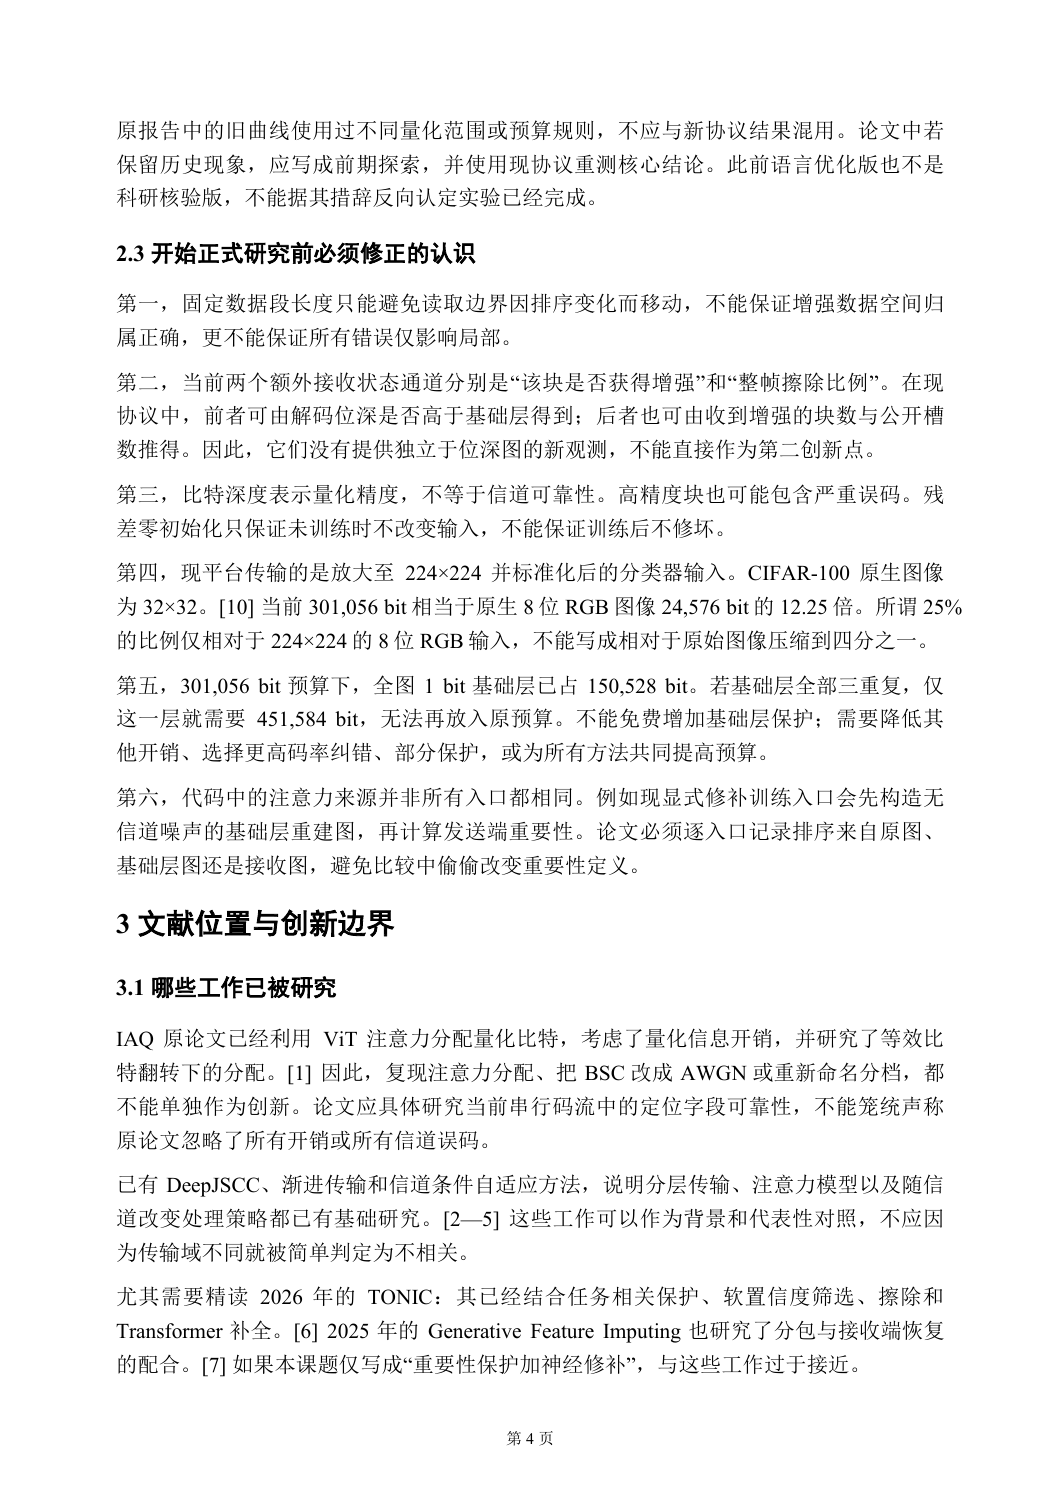 原报告中的旧曲线使用过不同量化范围或预算规则，不应与新协议结果混用。论文中若
保留历史现象，应写成前期探索，并使用现协议重测核心结论。此前语言优化版也不是
科研核验版，不能据其措辞反向认定实验已经完成。
2.3 开始正式研究前必须修正的认识
第一，固定数据段长度只能避免读取边界因排序变化而移动，不能保证增强数据空间归
属正确，更不能保证所有错误仅影响局部。
第二，当前两个额外接收状态通道分别是“该块是否获得增强”和“整帧擦除比例”。在现
协议中，前者可由解码位深是否高于基础层得到；后者也可由收到增强的块数与公开槽
数推得。因此，它们没有提供独立于位深图的新观测，不能直接作为第二创新点。
第三，比特深度表示量化精度，不等于信道可靠性。高精度块也可能包含严重误码。残
差零初始化只保证未训练时不改变输入，不能保证训练后不修坏。
第四，现平台传输的是放大至 224×224 并标准化后的分类器输入。CIFAR-100 原生图像
为 32×32。[10] 当前 301,056 bit 相当于原生 8 位 RGB 图像 24,576 bit 的 12.25 倍。所谓 25%
的比例仅相对于 224×224 的 8 位 RGB 输入，不能写成相对于原始图像压缩到四分之一。
第五，301,056 bit 预算下，全图 1 bit 基础层已占 150,528 bit。若基础层全部三重复，仅
这一层就需要 451,584 bit，无法再放入原预算。不能免费增加基础层保护；需要降低其
他开销、选择更高码率纠错、部分保护，或为所有方法共同提高预算。
第六，代码中的注意力来源并非所有入口都相同。例如现显式修补训练入口会先构造无
信道噪声的基础层重建图，再计算发送端重要性。论文必须逐入口记录排序来自原图、
基础层图还是接收图，避免比较中偷偷改变重要性定义。
3 文献位置与创新边界
3.1 哪些工作已被研究
IAQ 原论文已经利用 ViT 注意力分配量化比特，考虑了量化信息开销，并研究了等效比
特翻转下的分配。[1] 因此，复现注意力分配、把 BSC 改成 AWGN 或重新命名分档，都
不能单独作为创新。论文应具体研究当前串行码流中的定位字段可靠性，不能笼统声称
原论文忽略了所有开销或所有信道误码。
已有 DeepJSCC、渐进传输和信道条件自适应方法，说明分层传输、注意力模型以及随信
道改变处理策略都已有基础研究。[2—5] 这些工作可以作为背景和代表性对照，不应因
为传输域不同就被简单判定为不相关。
尤其需要精读 2026 年的 TONIC：其已经结合任务相关保护、软置信度筛选、擦除和
Transformer 补全。[6] 2025 年的 Generative Feature Imputing 也研究了分包与接收端恢复
的配合。[7] 如果本课题仅写成“重要性保护加神经修补”，与这些工作过于接近。
第 4 页